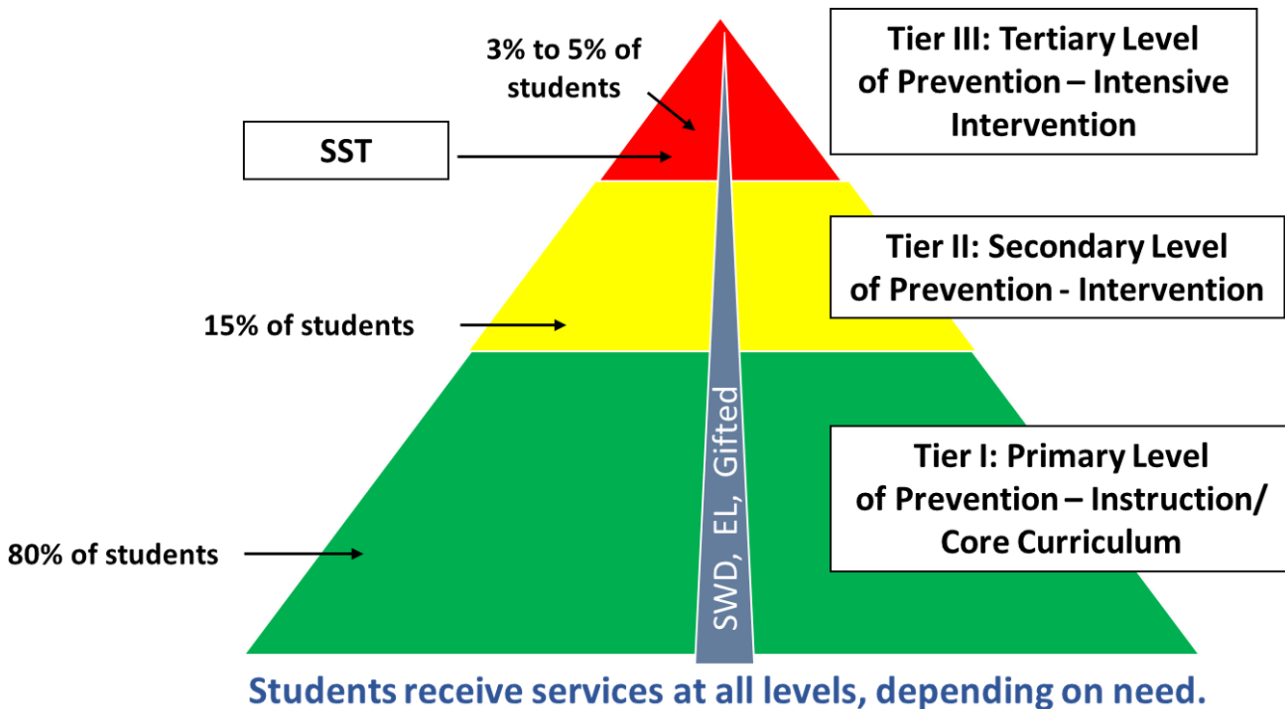 3% to 5% of
students
Tier III: Tertiary Level
of Prevention – Intensive
Intervention
SST
Tier II: Secondary Level
of Prevention - Intervention
15% of students
SWD, EL, Gifted
Tier I: Primary Level
of Prevention – Instruction/
Core Curriculum
80% of students
Students receive services at all levels, depending on need.